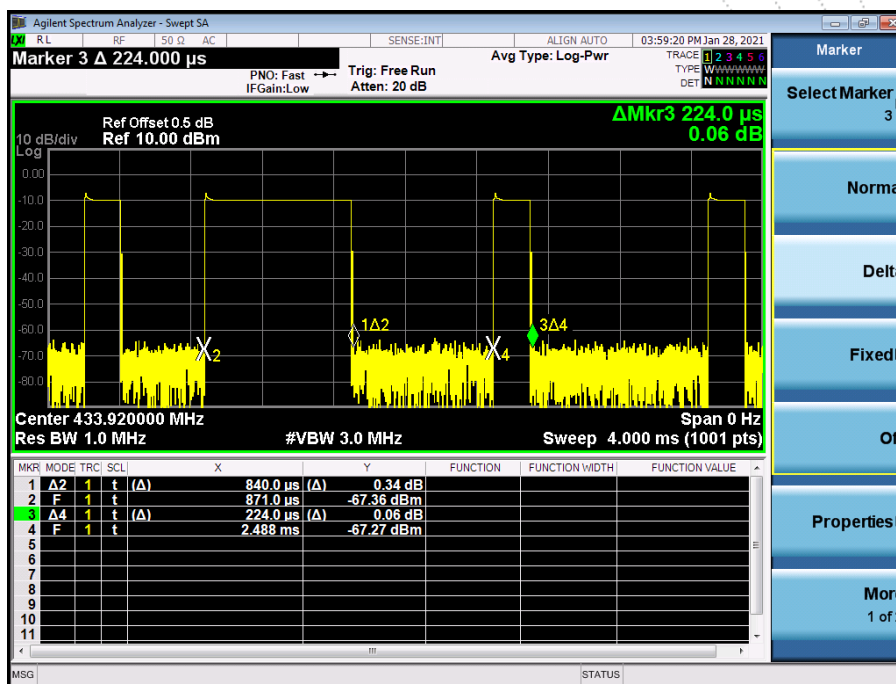 Agilent Spectrum Analyzer - Swept SA
LXI RL RF 50 Ω AC SENSE:INT ALIGN AUTO 03:59:20 PM Jan 28, 2021
Marker 3 Δ 224.000 µs
PNO: Fast
IFGain:Low
Trig: Free Run
Atten: 20 dB
Avg Type: Log-Pwr
TRACE 1 2 3 4 5 6
TYPE WWWWWW
DET N N N N N N
ΔMkr3 224.0 µs
0.06 dB
Ref Offset 0.5 dB
10 dB/div Ref 10.00 dBm
Log
0.00
-10.0
-20.0
-30.0
-40.0
-50.0
-60.0
-70.0
-80.0
1Δ2
3Δ4
2
4
Center 433.920000 MHz Span 0 Hz
Res BW 1.0 MHz #VBW 3.0 MHz Sweep 4.000 ms (1001 pts)
MKR MODE TRC SCL X Y FUNCTION FUNCTION WIDTH FUNCTION VALUE
1 Δ2 1 t (Δ) 840.0 µs (Δ) 0.34 dB
2 F 1 t 871.0 µs -67.36 dBm
3 Δ4 1 t (Δ) 224.0 µs (Δ) 0.06 dB
4 F 1 t 2.488 ms -67.27 dBm
5
6
7
8
9
10
11
MSG STATUS
Marker
Select Marker
3
Norma
Delt
Fixed
Of
Properties
Mor
1 of